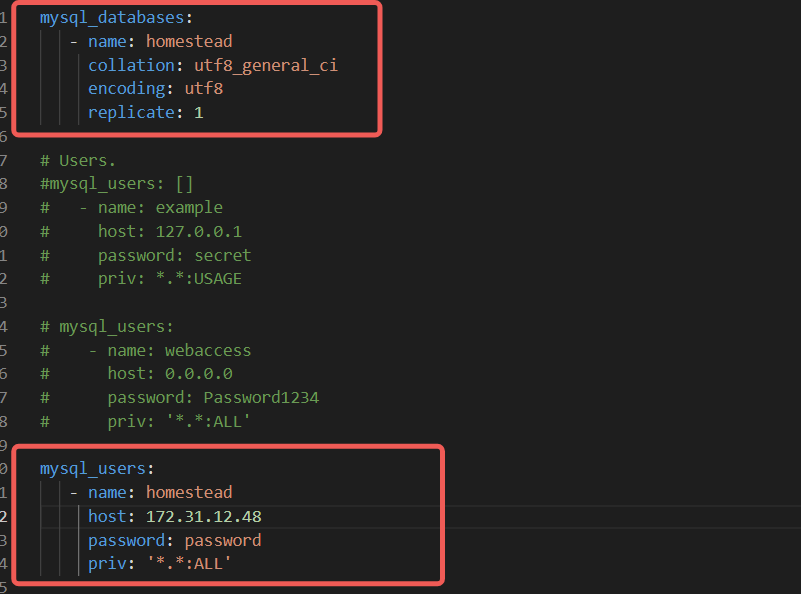 1 mysql_databases:
2 - name: homestead
3 collation: utf8_general_ci
4 encoding: utf8
5 replicate: 1
6
7 # Users.
8 #mysql_users: []
9 #   - name: example
0 #     host: 127.0.0.1
1 #     password: secret
2 #     priv: *.*:USAGE
3
4 # mysql_users:
5 #    - name: webaccess
6 #      host: 0.0.0.0
7 #      password: Password1234
8 #      priv: '*.*:ALL'
9
0 mysql_users:
1 - name: homestead
2 host: 172.31.12.48
3 password: password
4 priv: '*.*:ALL'
5